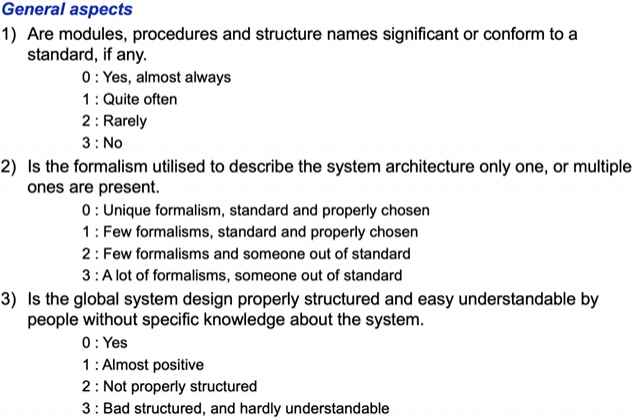 General aspects
1) Are modules, procedures and structure names significant or conform to a
standard, if any.
0 : Yes, almost always
1 : Quite often
2 : Rarely
3 : No
2) Is the formalism utilised to describe the system architecture only one, or multiple
ones are present.
0 : Unique formalism, standard and properly chosen
1 : Few formalisms, standard and properly chosen
2 : Few formalisms and someone out of standard
3 : A lot of formalisms, someone out of standard
3) Is the global system design properly structured and easy understandable by
people without specific knowledge about the system.
0 : Yes
1 : Almost positive
2 : Not properly structured
3 : Bad structured, and hardly understandable